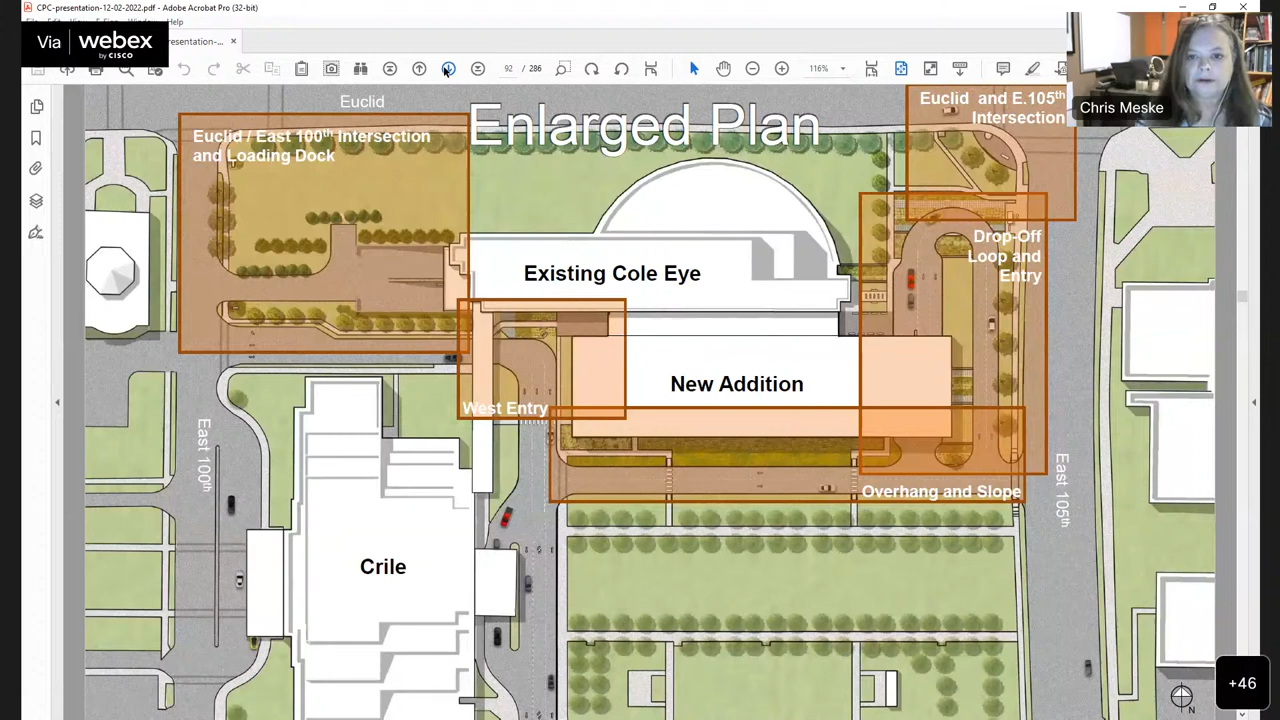 CPC-presentation-12-02-2022.pdf - Adobe Acrobat Pro (32-bit)
Help
Via webex
by CISCO
resentation-...
/ 286
116%
Chris Meske
Euclid
Enlarged Plan
Euclid / East 100th Intersection
and Loading Dock
Euclid and E.105th
Intersection
Drop-Off
Loop and
Entry
Existing Cole Eye
New Addition
West Entry
East 100th
East 105th
Overhang and Slope
Crile
N
+46